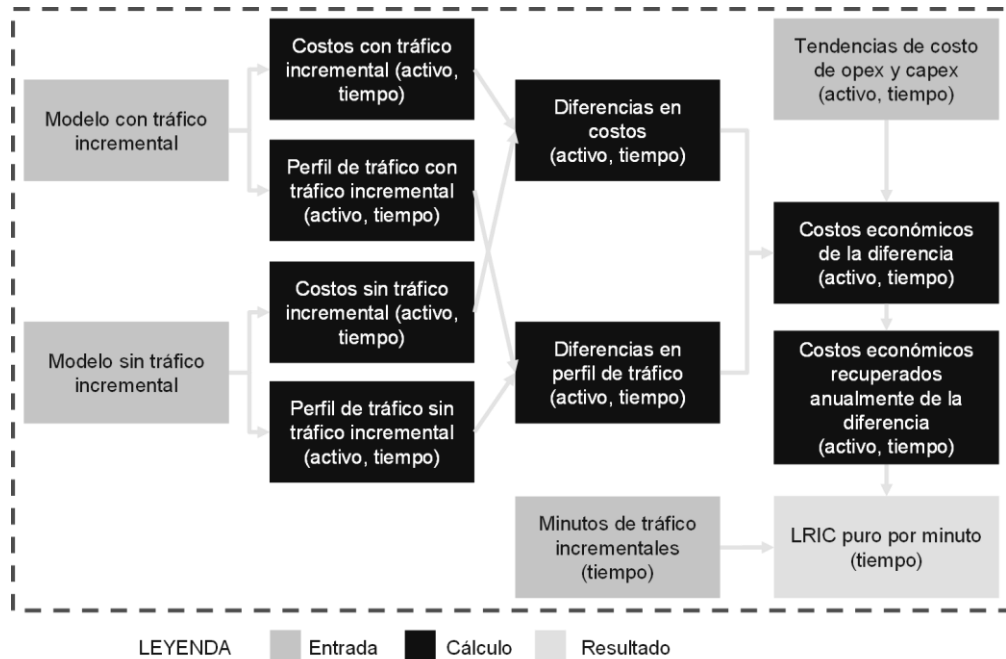 Modelo con tráfico
incremental
Modelo sin tráfico
incremental
Costos con tráfico
incremental (activo,
tiempo)
Perfil de tráfico con
tráfico incremental
(activo, tiempo)
Costos sin tráfico
incremental (activo,
tiempo)
Perfil de tráfico sin
tráfico incremental
(activo, tiempo)
Diferencias en
costos
(activo, tiempo)
Diferencias en
perfil de tráfico
(activo, tiempo)
Minutos de tráfico
incrementales
(tiempo)
Tendencias de costo
de opex y capex
(activo, tiempo)
Costos económicos
de la diferencia
(activo, tiempo)
Costos económicos
recuperados
anualmente de la
diferencia
(activo, tiempo)
LRIC puro por minuto
(tiempo)
LEYENDA
Entrada
Cálculo
Resultado